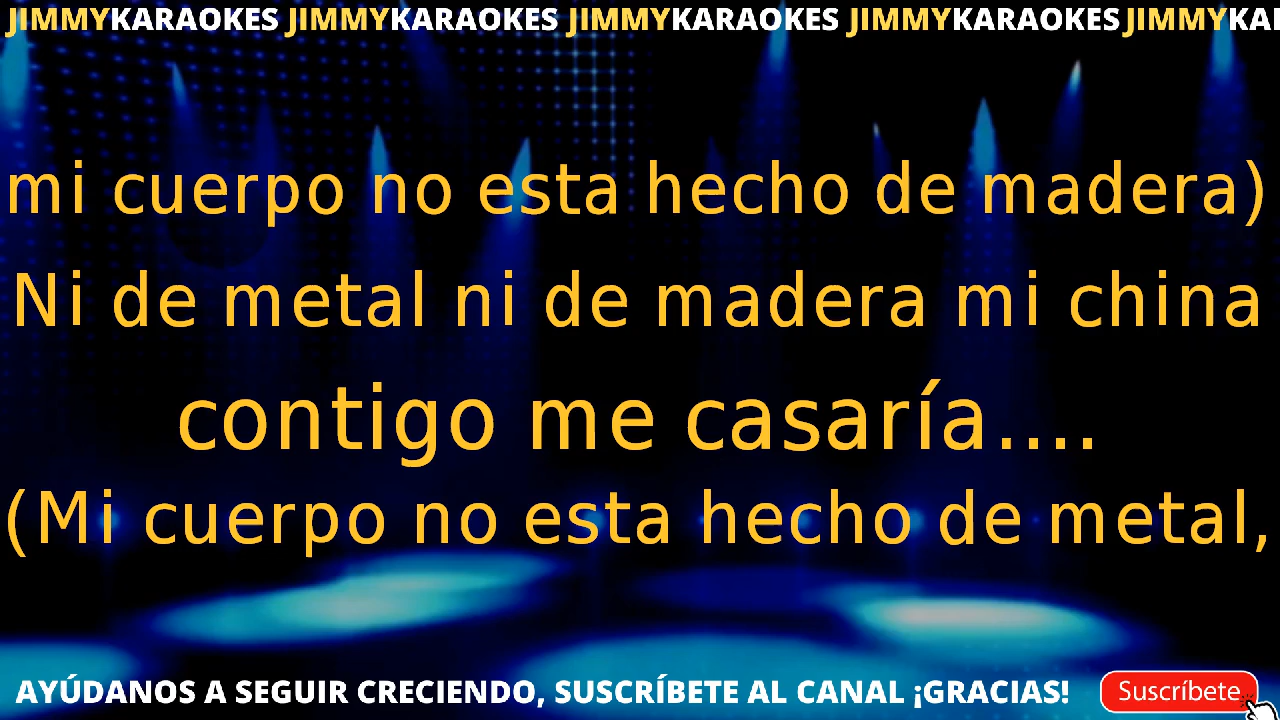 JIMMYKARAOKES JIMMYKARAOKES JIMMYKARAOKES JIMMYKARAOKES JIMMYKA
mi cuerpo no esta hecho de madera)
Ni de metal ni de madera mi china
contigo me casaría....
(Mi cuerpo no esta hecho de metal,
AYÚDANOS A SEGUIR CRECIENDO, SUSCRÍBETE AL CANAL ¡GRACIAS! Suscríbete